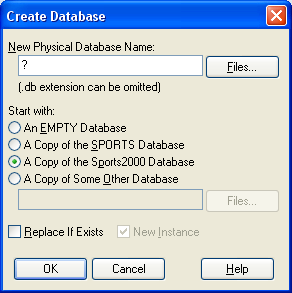 Create Database
New Physical Database Name:
?
Files...
(.db extension can be omitted)
Start with:
An EMPTY Database
A Copy of the SPORTS Database
A Copy of the Sports2000 Database
A Copy of Some Other Database
Files...
Replace If Exists New Instance
OK Cancel Help